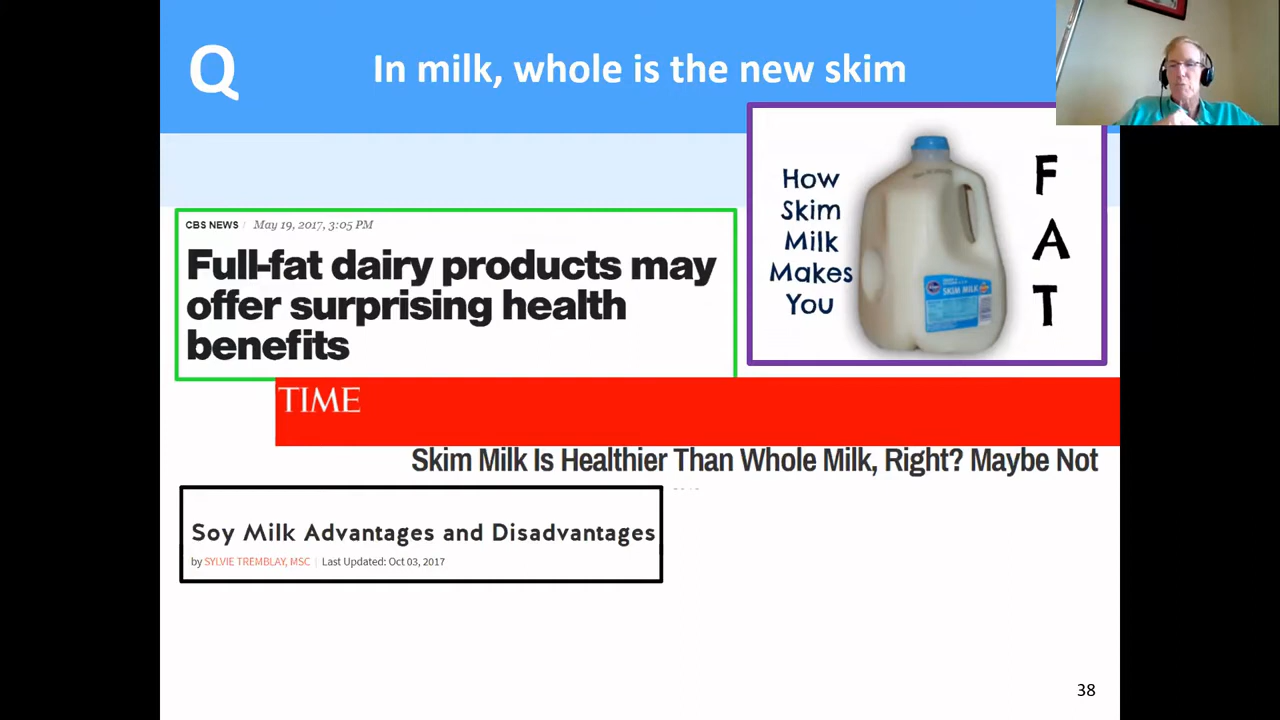 Q
In milk, whole is the new skim
CBS NEWS / May 19, 2017, 3:05 PM
Full-fat dairy products may
offer surprising health
benefits
How
Skim
Milk
Makes
You
SKIM MILK
F
A
T
TIME
Skim Milk Is Healthier Than Whole Milk, Right? Maybe Not
Soy Milk Advantages and Disadvantages
by SYLVIE TREMBLAY, MSC | Last Updated: Oct 03, 2017
38